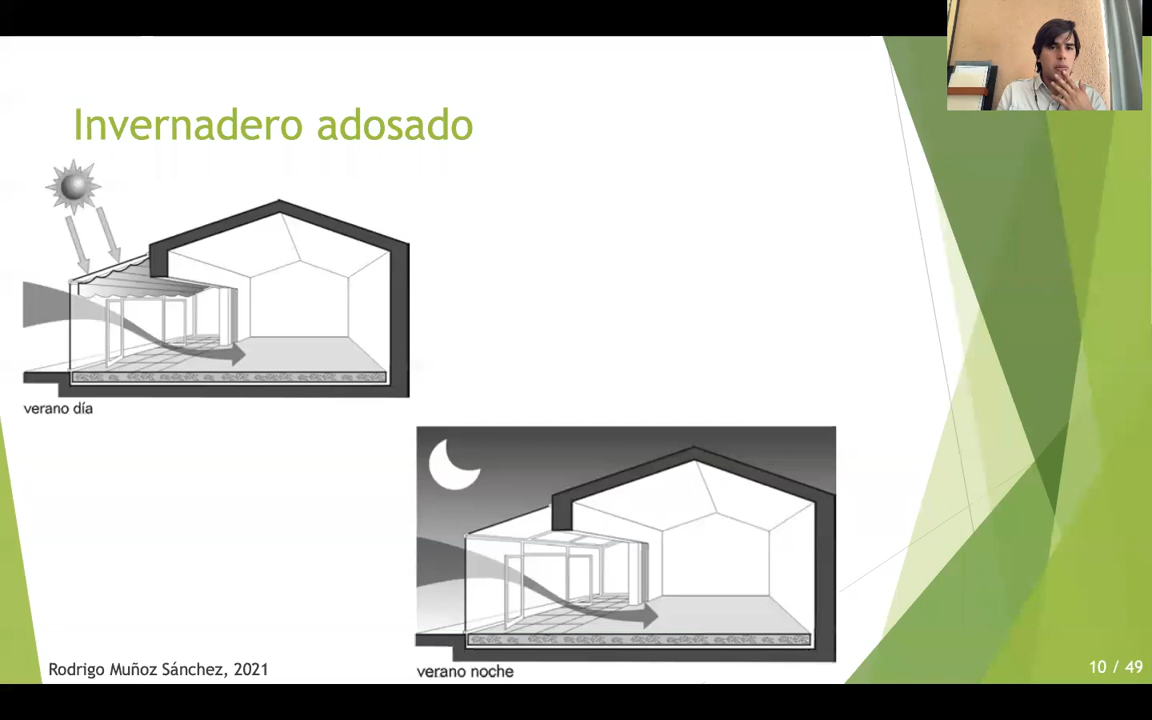 Invernadero adosado
verano día
verano noche
Rodrigo Muñoz Sánchez, 2021
10 / 49